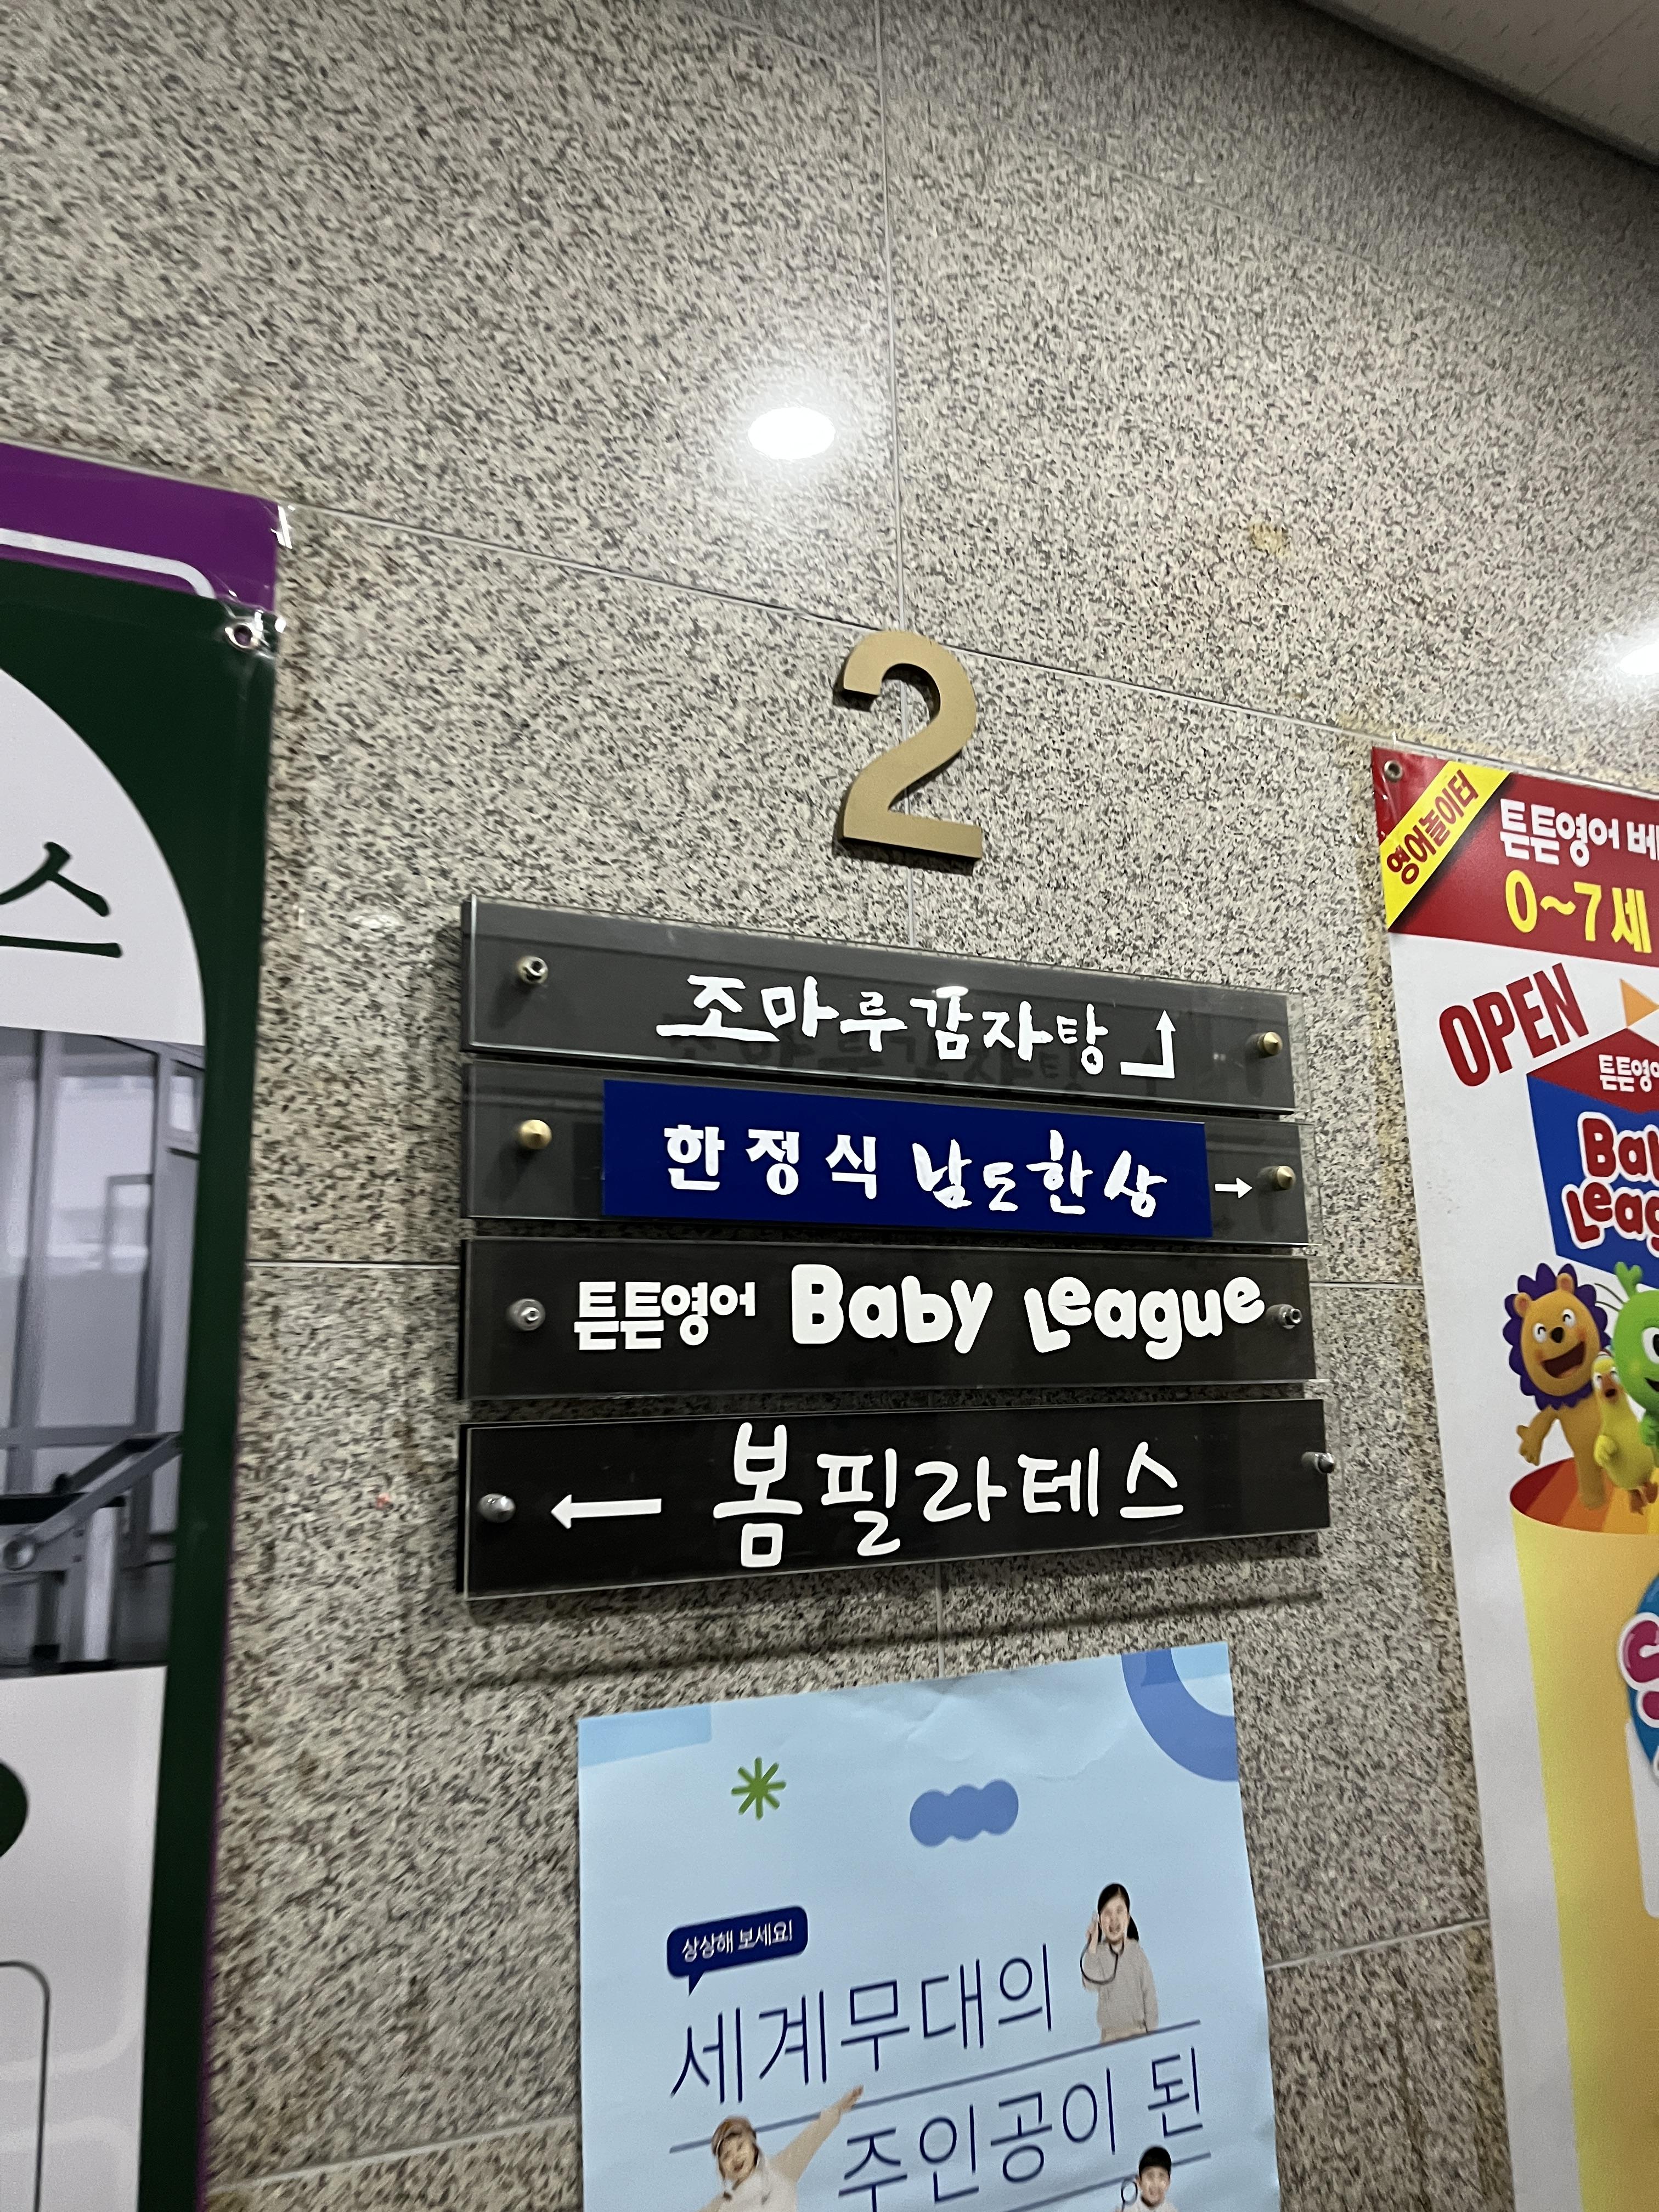 스
2
조마루감자탕
한정식 남도한상 →
튼튼영어 Baby League
← 봄필라테스
영어놀이터
튼튼영어 베
0~7세
OPEN
튼튼영어
상상해 보세요!
세계무대의
주인공이 된